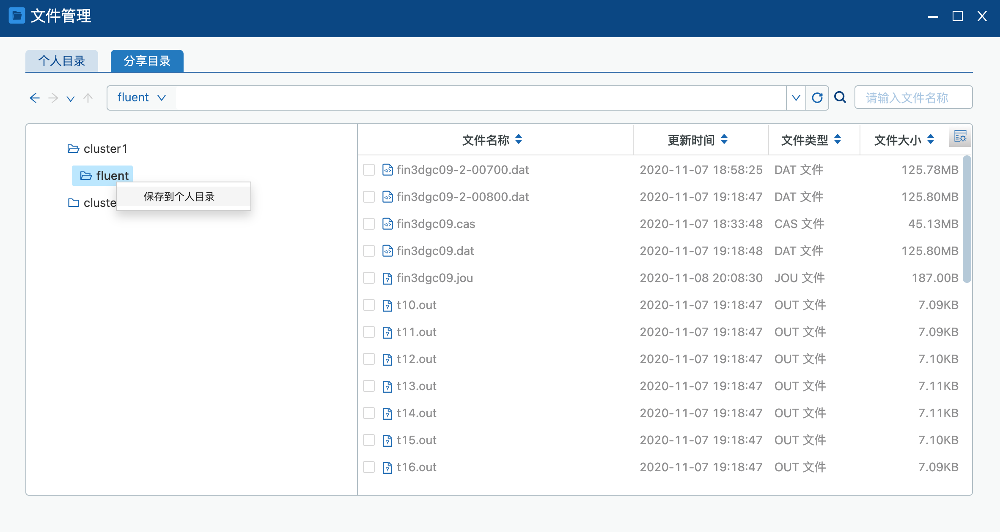 文件管理
个人目录 分享目录
fluent 请输入文件名称
cluster1
fluent
保存到个人目录
cluste
文件名称 更新时间 文件类型 文件大小
fin3dgc09-2-00700.dat 2020-11-07 18:58:25 DAT 文件 125.78MB
fin3dgc09-2-00800.dat 2020-11-07 19:18:47 DAT 文件 125.80MB
fin3dgc09.cas 2020-11-07 18:33:48 CAS 文件 45.13MB
fin3dgc09.dat 2020-11-07 19:18:48 DAT 文件 125.80MB
fin3dgc09.jou 2020-11-08 20:08:30 JOU 文件 187.00B
t10.out 2020-11-07 19:18:47 OUT 文件 7.09KB
t11.out 2020-11-07 19:18:47 OUT 文件 7.09KB
t12.out 2020-11-07 19:18:47 OUT 文件 7.10KB
t13.out 2020-11-07 19:18:47 OUT 文件 7.11KB
t14.out 2020-11-07 19:18:47 OUT 文件 7.11KB
t15.out 2020-11-07 19:18:47 OUT 文件 7.10KB
t16.out 2020-11-07 19:18:47 OUT 文件 7.09KB